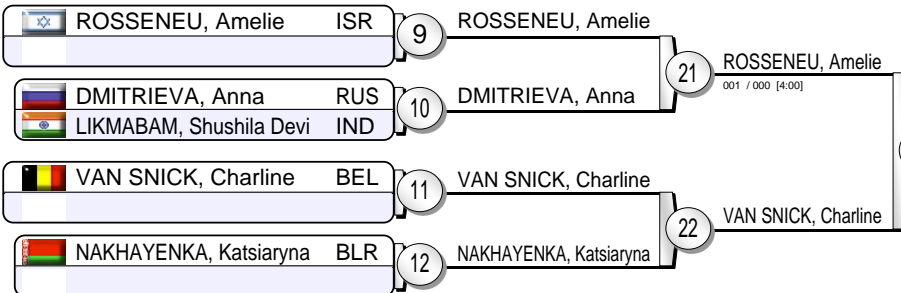 ROSSENEU, Amelie ISR
9
ROSSENEU, Amelie
DMITRIEVA, Anna RUS
LIKMABAM, Shushila Devi IND
10
DMITRIEVA, Anna
21
ROSSENEU, Amelie
001 / 000 [4:00]
VAN SNICK, Charline BEL
11
VAN SNICK, Charline
NAKHAYENKA, Katsiaryna BLR
12
NAKHAYENKA, Katsiaryna
22
VAN SNICK, Charline